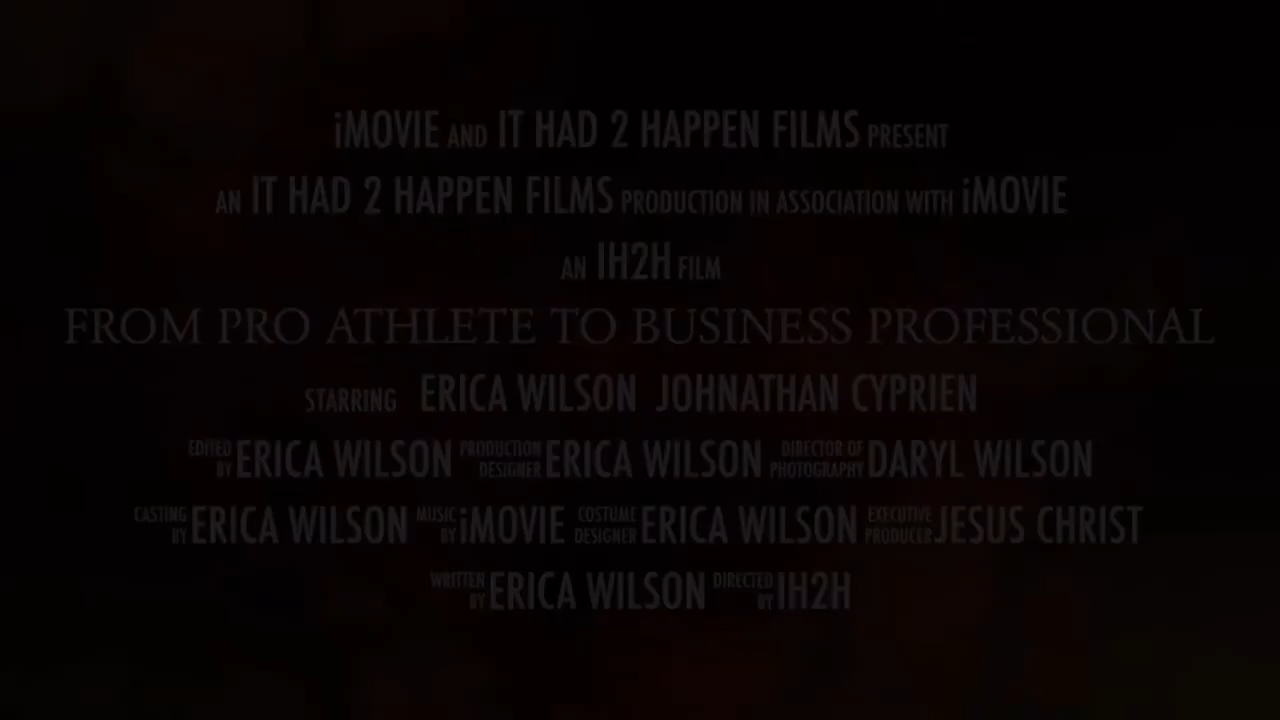 iMOVIE AND IT HAD 2 HAPPEN FILMS PRESENT
AN IT HAD 2 HAPPEN FILMS PRODUCTION IN ASSOCIATION WITH iMOVIE
AN IH2H FILM
FROM PRO ATHLETE TO BUSINESS PROFESSIONAL
STARRING ERICA WILSON JOHNATHAN CYPRIEN
EDITED BY ERICA WILSON PRODUCTION DESIGNER ERICA WILSON DIRECTOR OF PHOTOGRAPHY DARYL WILSON
CASTING BY ERICA WILSON MUSIC BY iMOVIE COSTUME DESIGNER ERICA WILSON EXECUTIVE PRODUCER JESUS CHRIST
WRITTEN BY ERICA WILSON DIRECTED BY IH2H